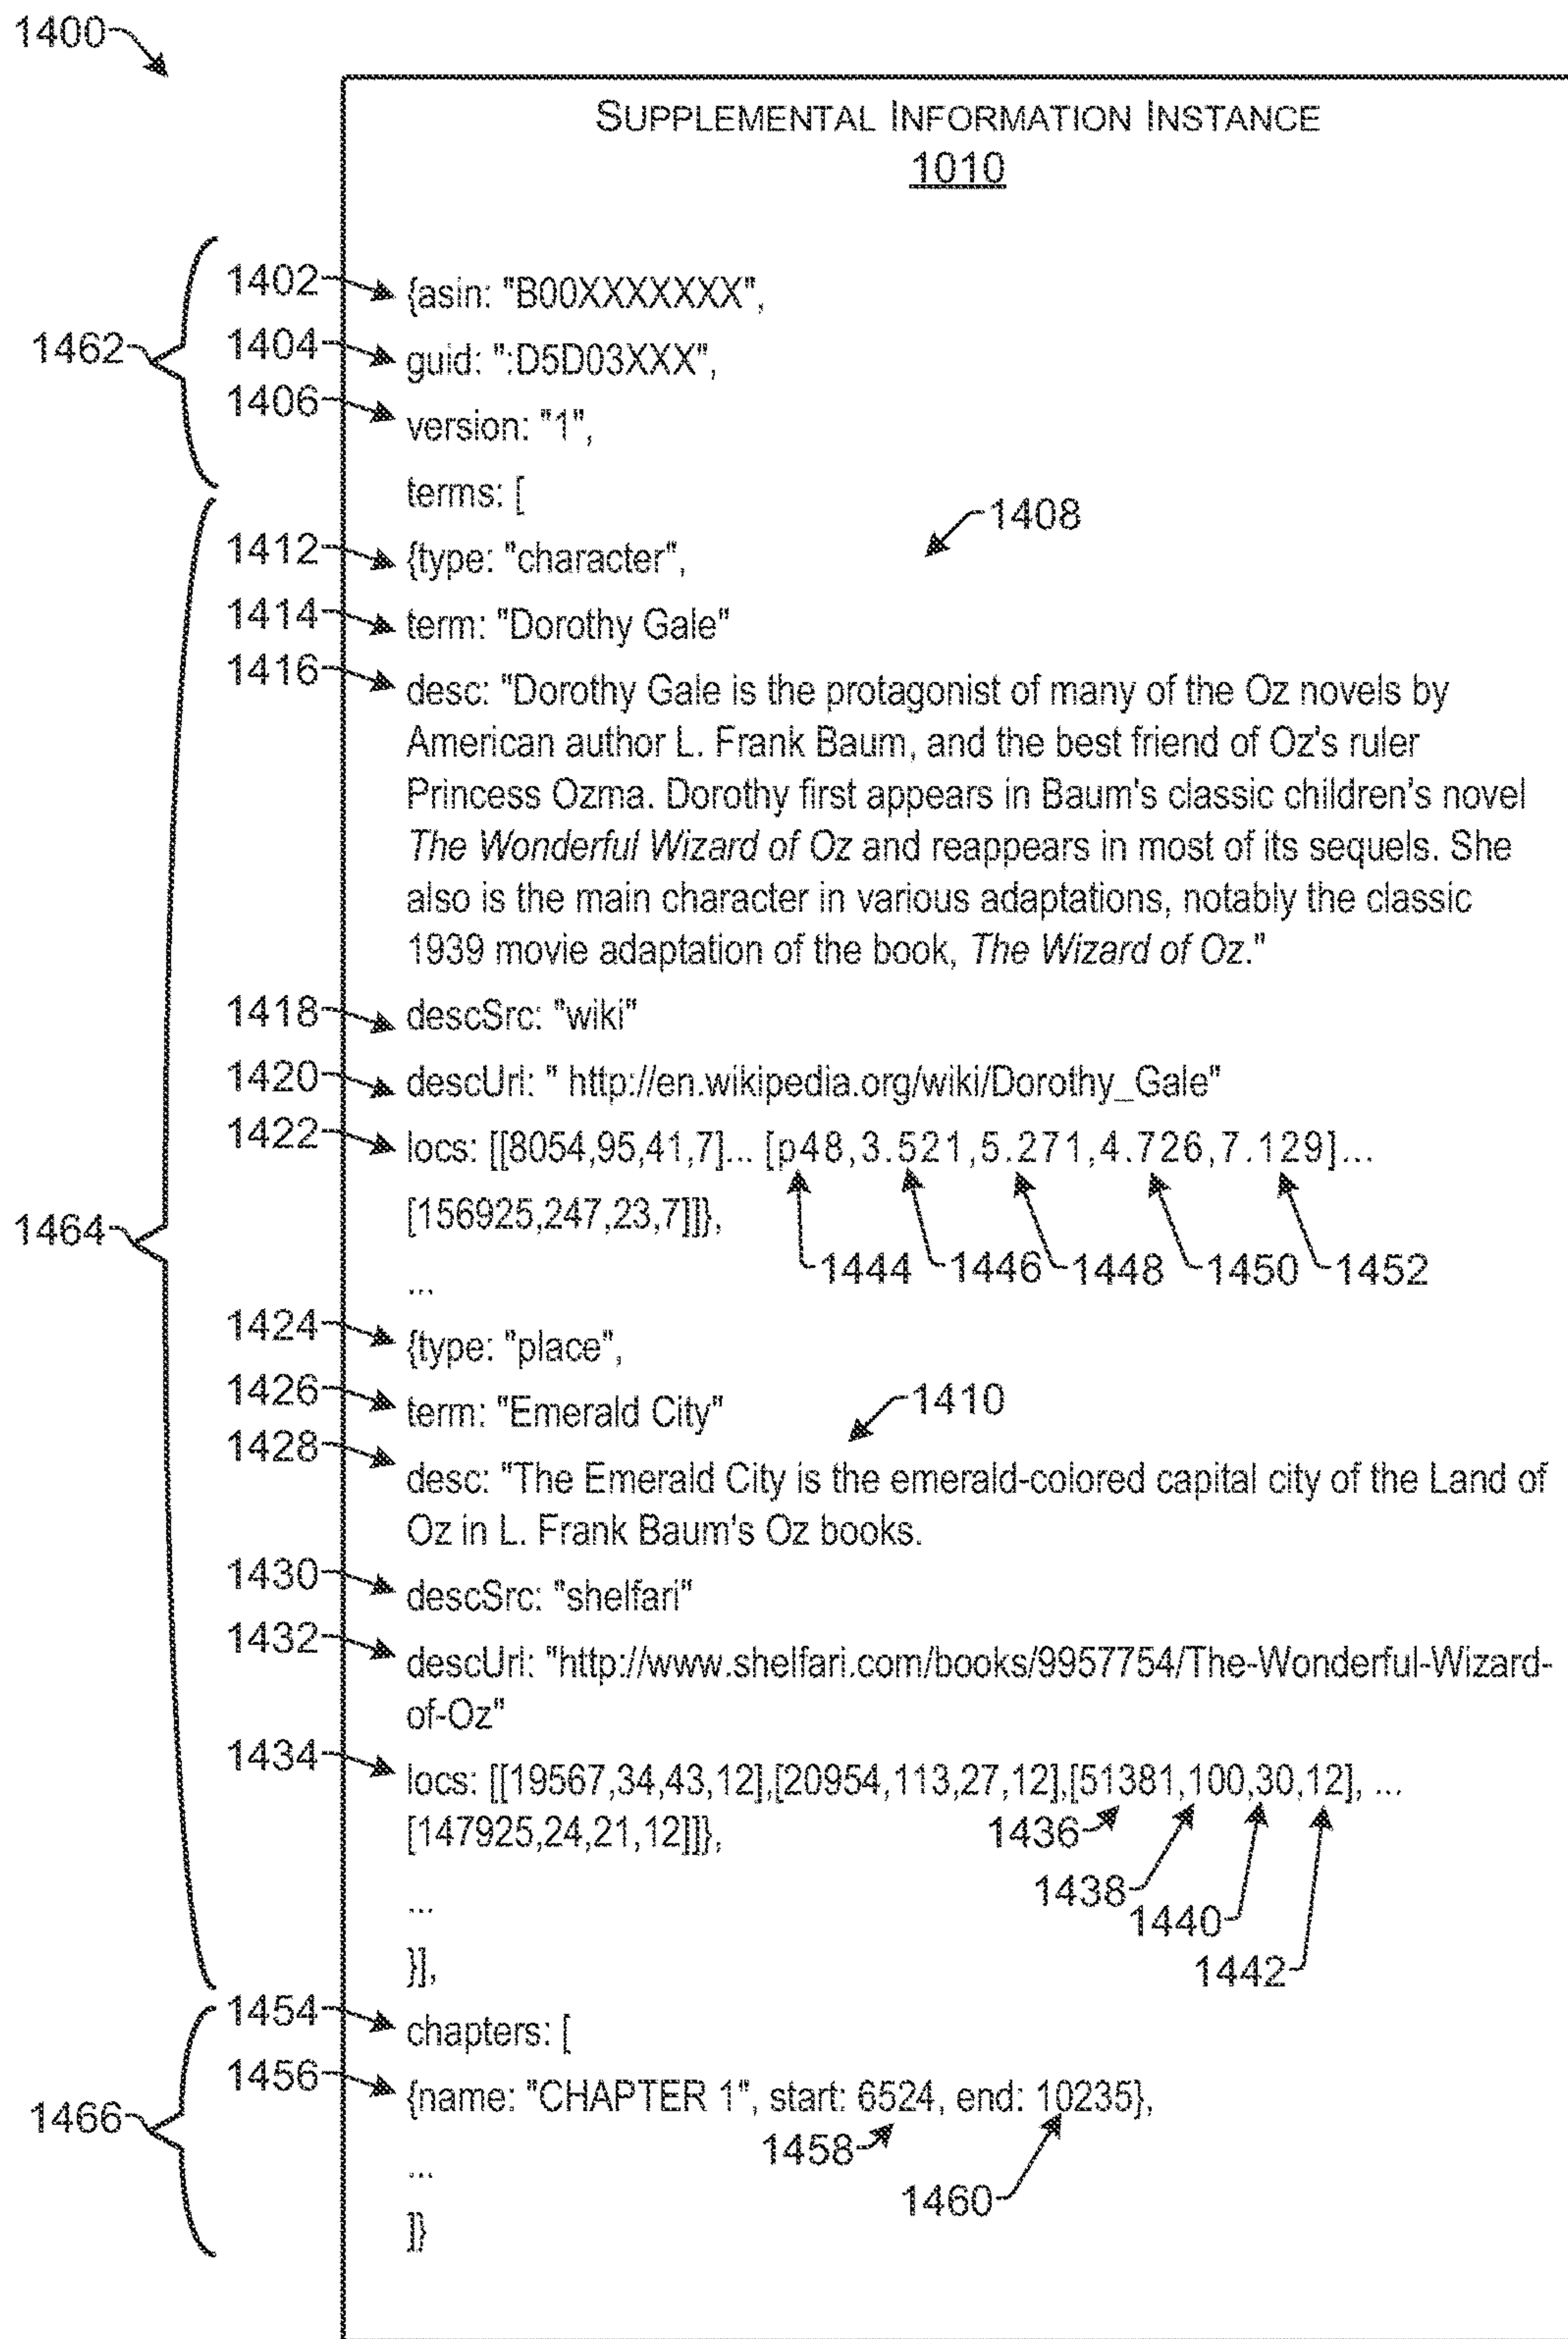 1400
SUPPLEMENTAL INFORMATION INSTANCE
1010
1462
1402 {asin: "B00XXXXXXX",
1404 guid: ":D5D03XXX",
1406 version: "1",
terms: [
1408
1464
1412 {type: "character",
1414 term: "Dorothy Gale"
1416 desc: "Dorothy Gale is the protagonist of many of the Oz novels by
American author L. Frank Baum, and the best friend of Oz's ruler
Princess Ozma. Dorothy first appears in Baum's classic children's novel
The Wonderful Wizard of Oz and reappears in most of its sequels. She
also is the main character in various adaptations, notably the classic
1939 movie adaptation of the book, The Wizard of Oz."
1418 descSrc: "wiki"
1420 descUrl: " http://en.wikipedia.org/wiki/Dorothy_Gale"
1422 locs: [[8054,95,41,7]... [p48,3.521,5.271,4.726,7.129]...
[156925,247,23,7]]},
1444 1446 1448 1450 1452
...
1424 {type: "place",
1426 term: "Emerald City"
1410
1428 desc: "The Emerald City is the emerald-colored capital city of the Land of
Oz in L. Frank Baum's Oz books.
1430 descSrc: "shelfari"
1432 descUrl: "http://www.shelfari.com/books/9957754/The-Wonderful-Wizard-
of-Oz"
1434 locs: [[19567,34,43,12],[20954,113,27,12],[51381,100,30,12], ...
[147925,24,21,12]]},
1436
1438
1440
1442
...
}],
1466
1454 chapters: [
1456 {name: "CHAPTER 1", start: 6524, end: 10235},
1458
1460
...
]}